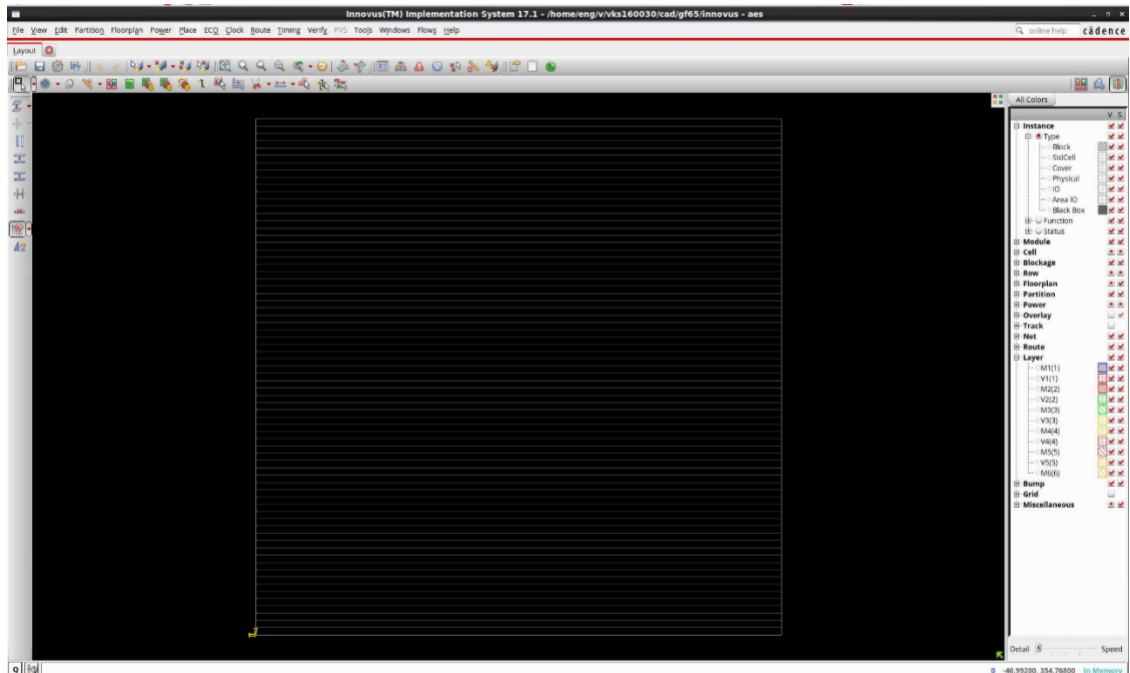 Innovus(TM) Implementation System 17.1 - /home/eng/v/vks160030/cad/gf65/innovus - aes
File View Edit Partition Floorplan Power Place ECO Clock Route Timing Verify PVS Tools Windows Flows Help
online help cādence
Layout
All Colors
V S
Instance
Type
Block
StdCell
Cover
Physical
IO
Area IO
Black Box
Function
Status
Module
Cell
Blockage
Row
Floorplan
Partition
Power
Overlay
Track
Net
Route
Layer
M1(1)
V1(1)
M2(2)
V2(2)
M3(3)
V3(3)
M4(4)
V4(4)
M5(5)
V5(5)
M6(6)
Bump
Grid
Miscellaneous
Detail Speed
Q 0 -46.99200, 354.76800 In Memory